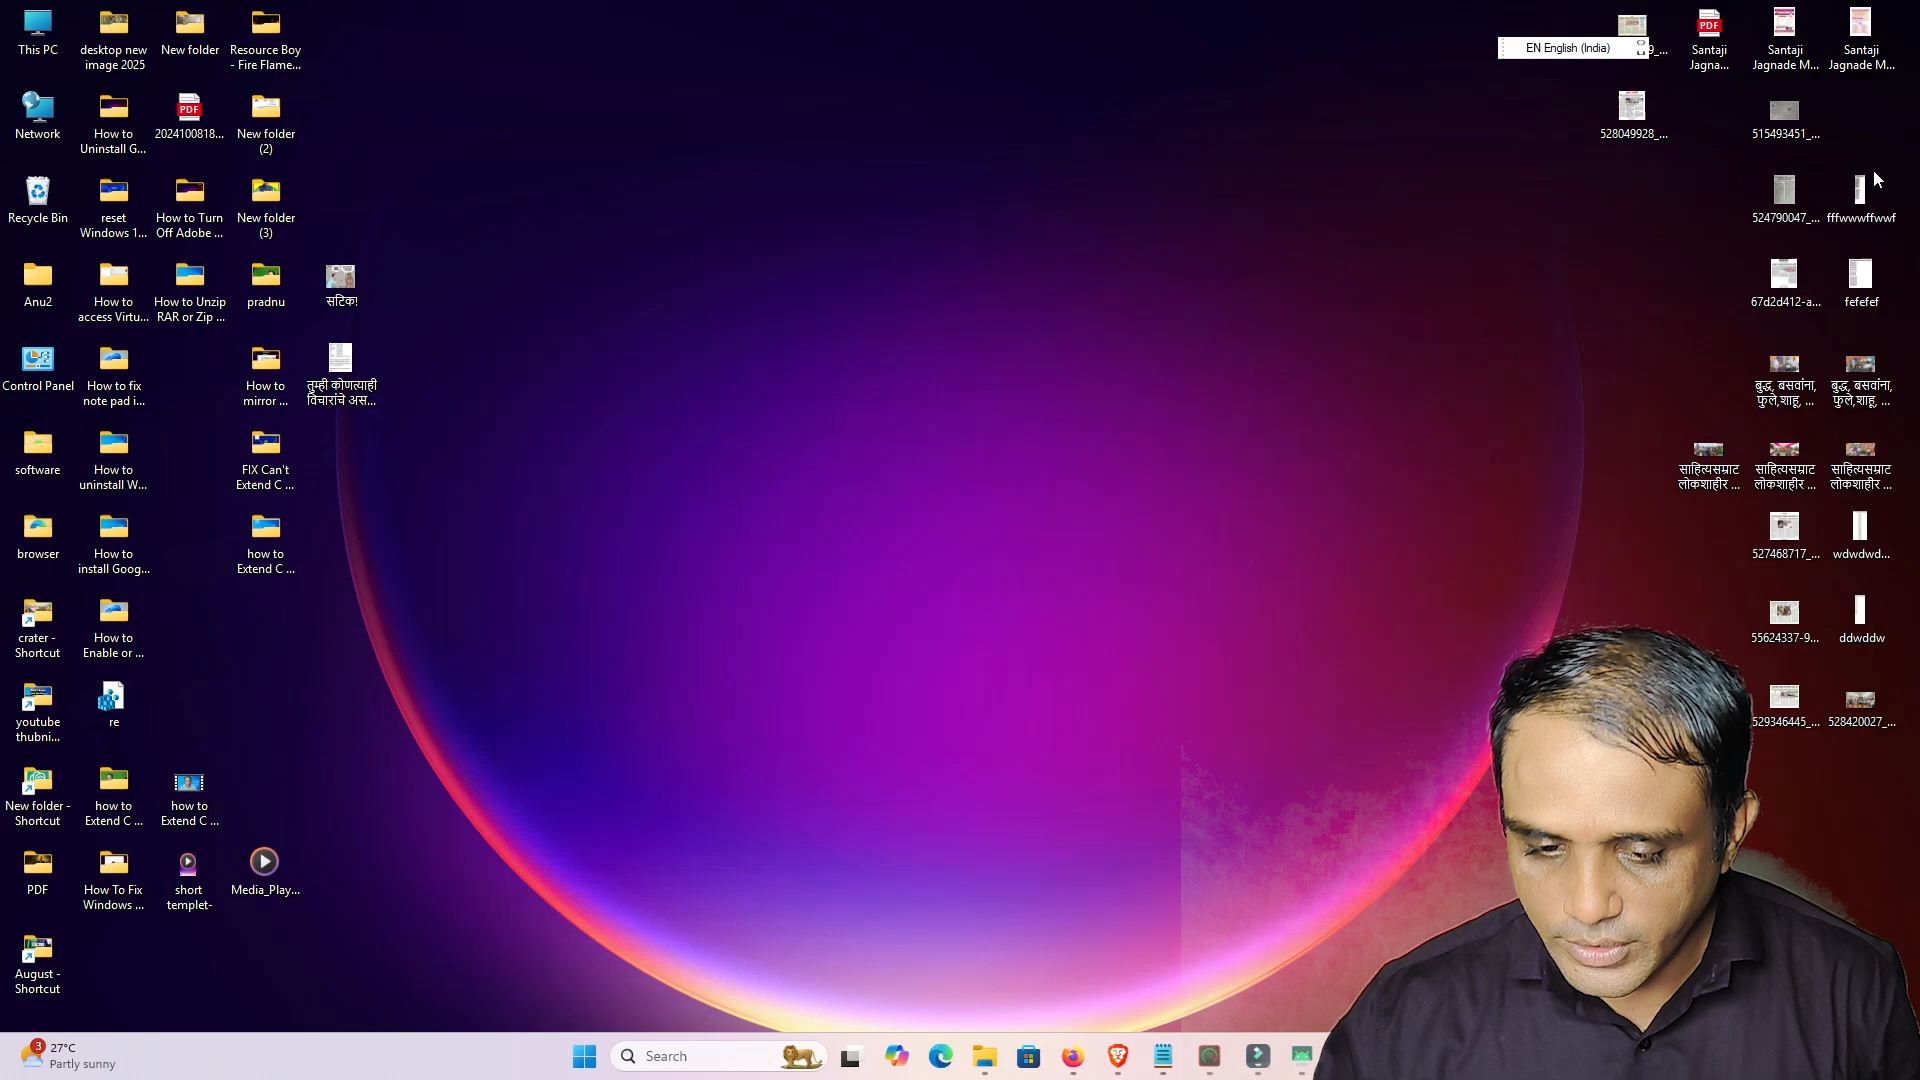 This PC
desktop new
image 2025
New folder
Resource Boy
- Fire Flame...
Network
How to
Uninstall G...
PDF
2024100818...
New folder
(2)
Recycle Bin
reset
Windows 1...
How to Turn
Off Adobe ...
New folder
(3)
Anu2
How to
access Virtu...
How to Unzip
RAR or Zip ...
pradnu
सटिक!
Control Panel
How to fix
note pad i...
How to
mirror ...
तुम्ही कोणत्याही
विचारांचे अस...
software
How to
uninstall W...
FIX Can't
Extend C ...
browser
How to
install Goog...
how to
Extend C ...
crater -
Shortcut
How to
Enable or ...
youtube
thubni...
re
New folder -
Shortcut
how to
Extend C ...
how to
Extend C ...
PDF
How To Fix
Windows ...
short
templet-
Media_Play...
August -
Shortcut
EN English (India)
9_...
PDF
Santaji
Jagna...
Santaji
Jagnade M...
Santaji
Jagnade M...
528049928_...
515493451_...
524790047_...
fffwwwffwwf
67d2d412-a...
fefefef
बुद्ध, बसवांना,
फुले,शाहू, ...
बुद्ध, बसवांना,
फुले,शाहू, ...
साहित्यसम्राट
लोकशाहीर ...
साहित्यसम्राट
लोकशाहीर ...
साहित्यसम्राट
लोकशाहीर ...
527468717_...
wdwdwd...
55624337-9...
ddwddw
529346445_...
528420027_...
3
27°C
Partly sunny
Search